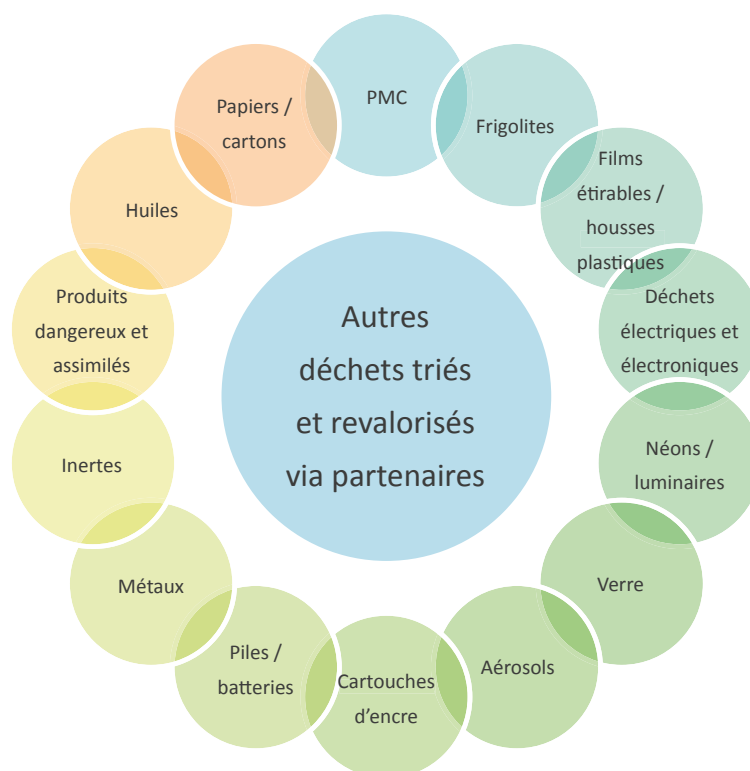 PMC
Frigolites
Films
étirables /
housses
plastiques
Déchets
électriques et
électroniques
Néons /
luminaires
Verre
Aérosols
Cartouches
d’encre
Piles /
batteries
Métaux
Inertes
Produits
dangereux et
assimilés
Huiles
Papiers /
cartons
Autres
déchets triés
et revalorisés
via partenaires